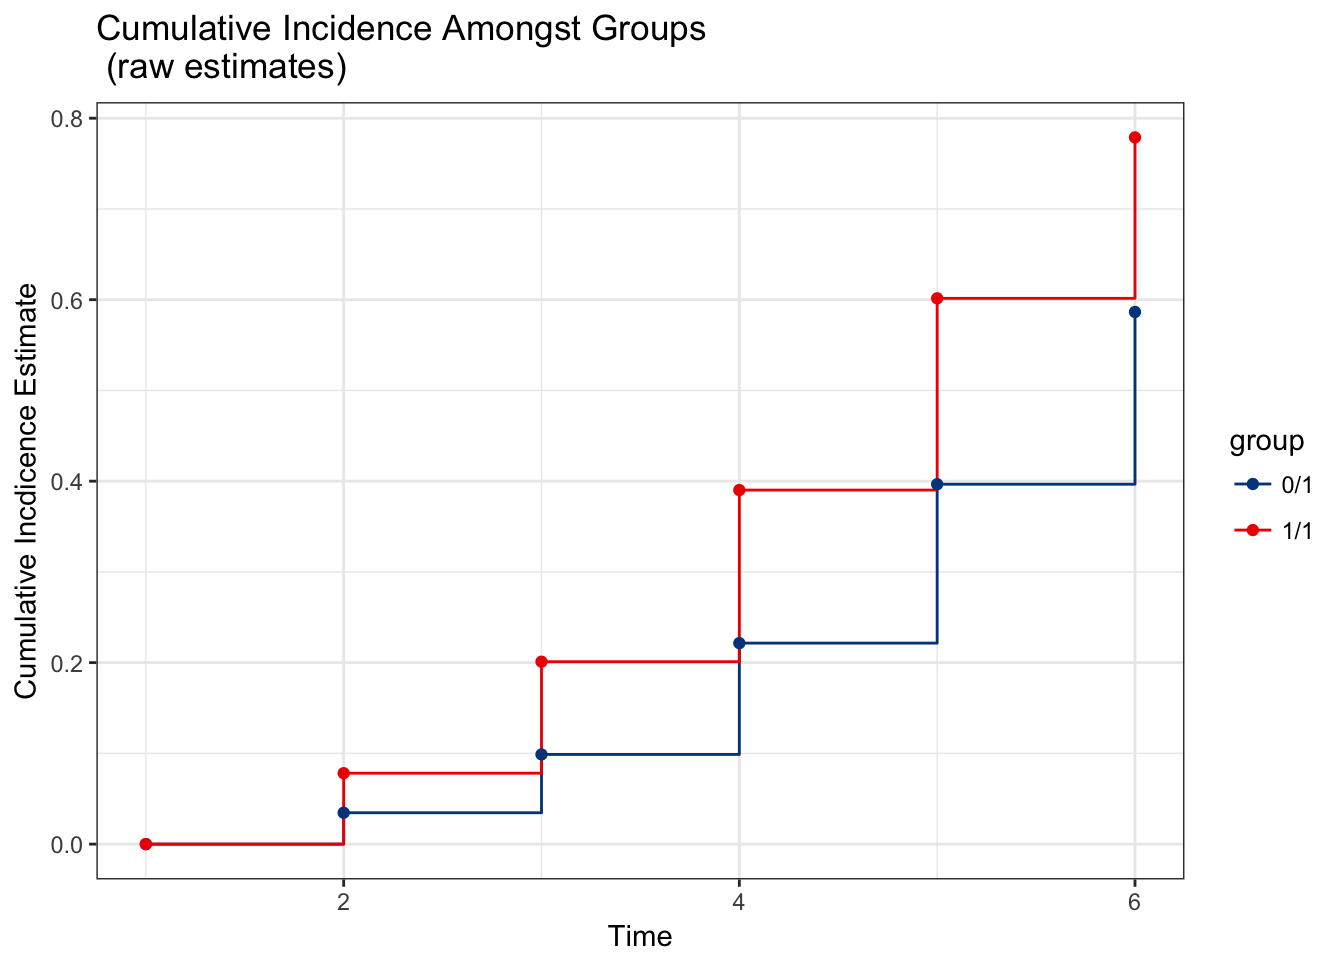 Cumulative Incidence Amongst Groups
(raw estimates)
0.8
0.6
0.4
0.2
0.0
Cumulative Incdicence Estimate
2
4
6
Time
group
0/1
1/1